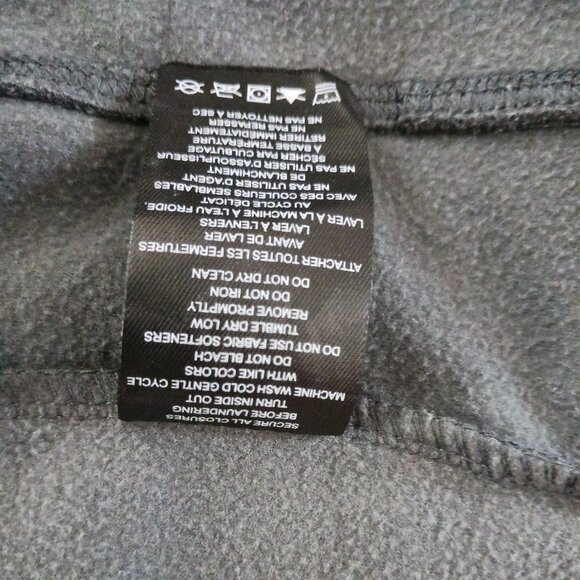 SECURE ALL CLOSURES
BEFORE LAUNDERING
TURN INSIDE OUT
MACHINE WASH COLD GENTLE CYCLE
WITH LIKE COLORS
DO NOT BLEACH
DO NOT USE FABRIC SOFTENERS
TUMBLE DRY LOW
REMOVE PROMPTLY
DO NOT IRON
DO NOT DRY CLEAN
ATTACHER TOUTES LES FERMETURES
AVANT DE LAVER
LAVER À L'ENVERS
LAVER À LA MACHINE À L'EAU FROIDE.
AU CYCLE DÉLICAT
AVEC DES COULEURS SEMBLABLES
NE PAS UTILISER D'AGENT
DE BLANCHIMENT
NE PAS UTILISER D'ASSOUPLISSEUR
SÉCHER PAR CULBUTAGE
À BASSE TEMPÉRATURE
RETIRER IMMÉDIATEMENT
NE PAS REPASSER
NE PAS NETTOYER À SEC